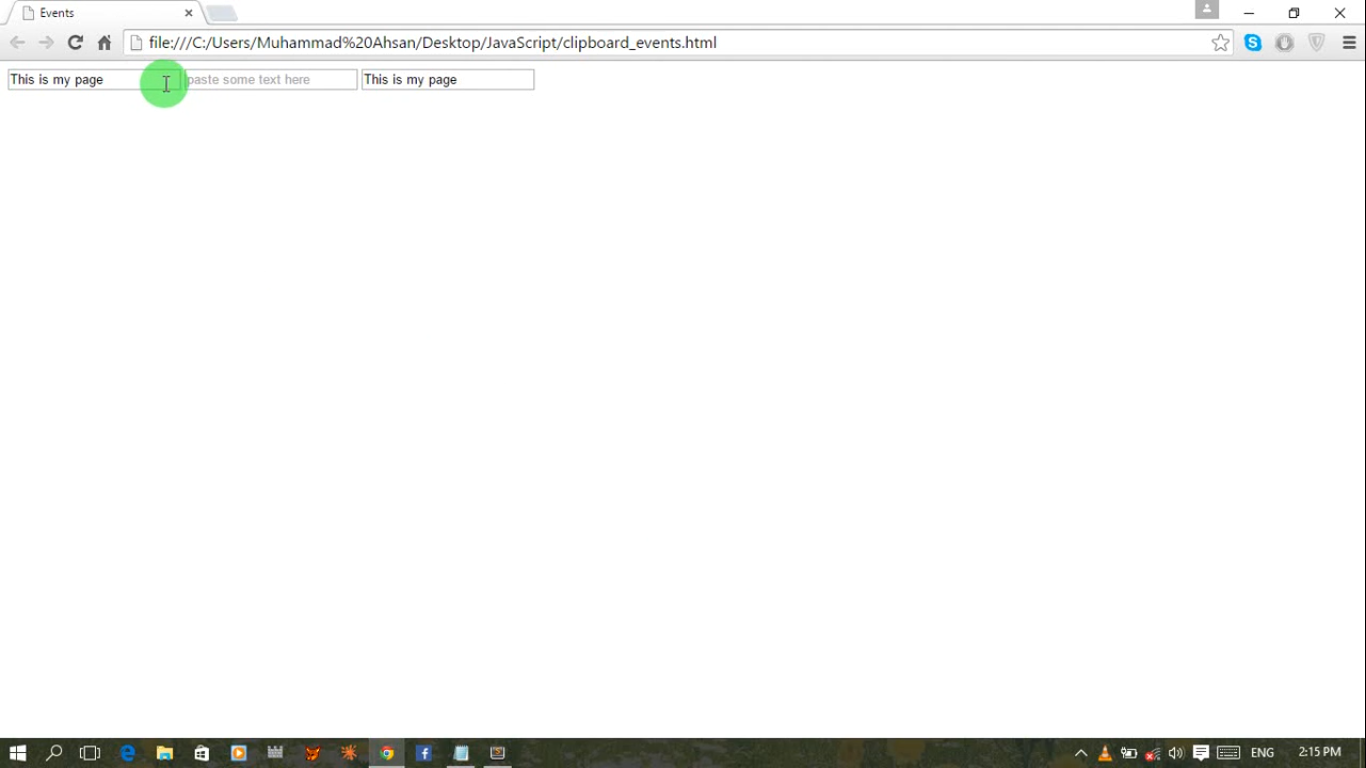 Events
file:///C:/Users/Muhammad%20Ahsan/Desktop/JavaScript/clipboard_events.html
This is my page paste some text here This is my page
ENG 2:15 PM